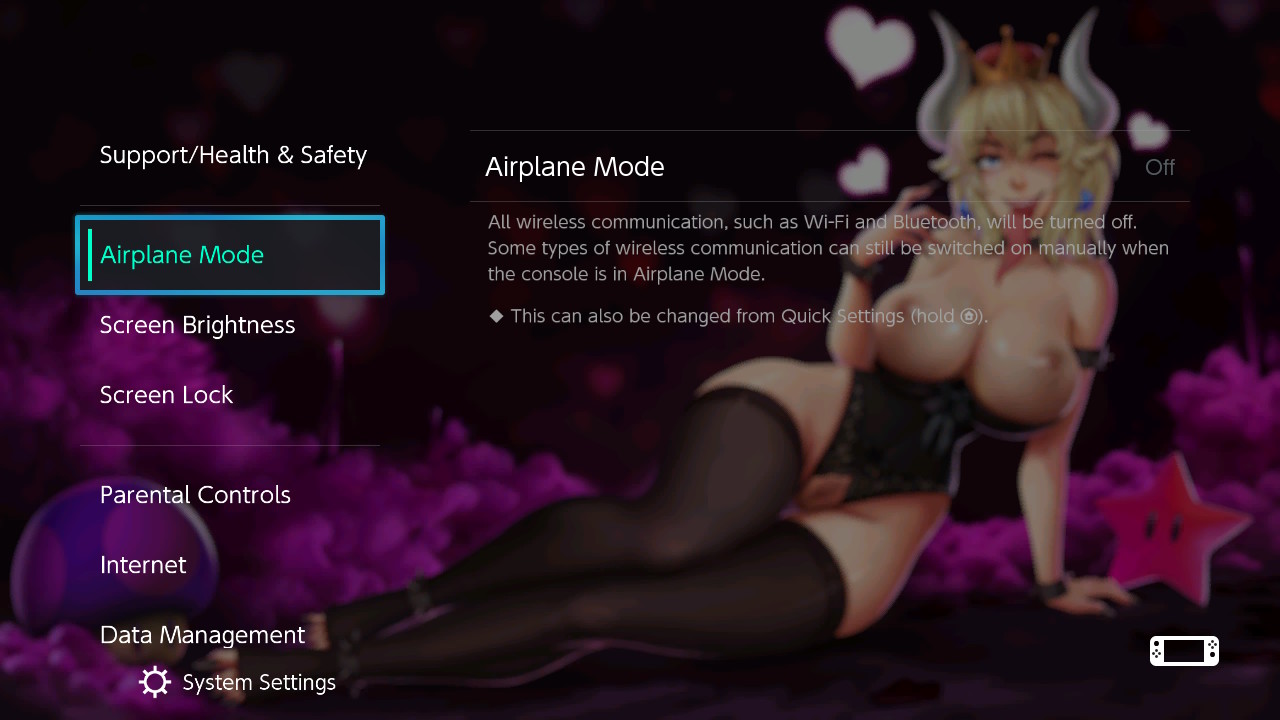 Support/Health & Safety
Airplane Mode
Screen Brightness
Screen Lock
Parental Controls
Internet
Data Management
System Settings
Airplane Mode
Off
All wireless communication, such as Wi-Fi and Bluetooth, will be turned off.
Some types of wireless communication can still be switched on manually when
the console is in Airplane Mode.
◆ This can also be changed from Quick Settings (hold ).